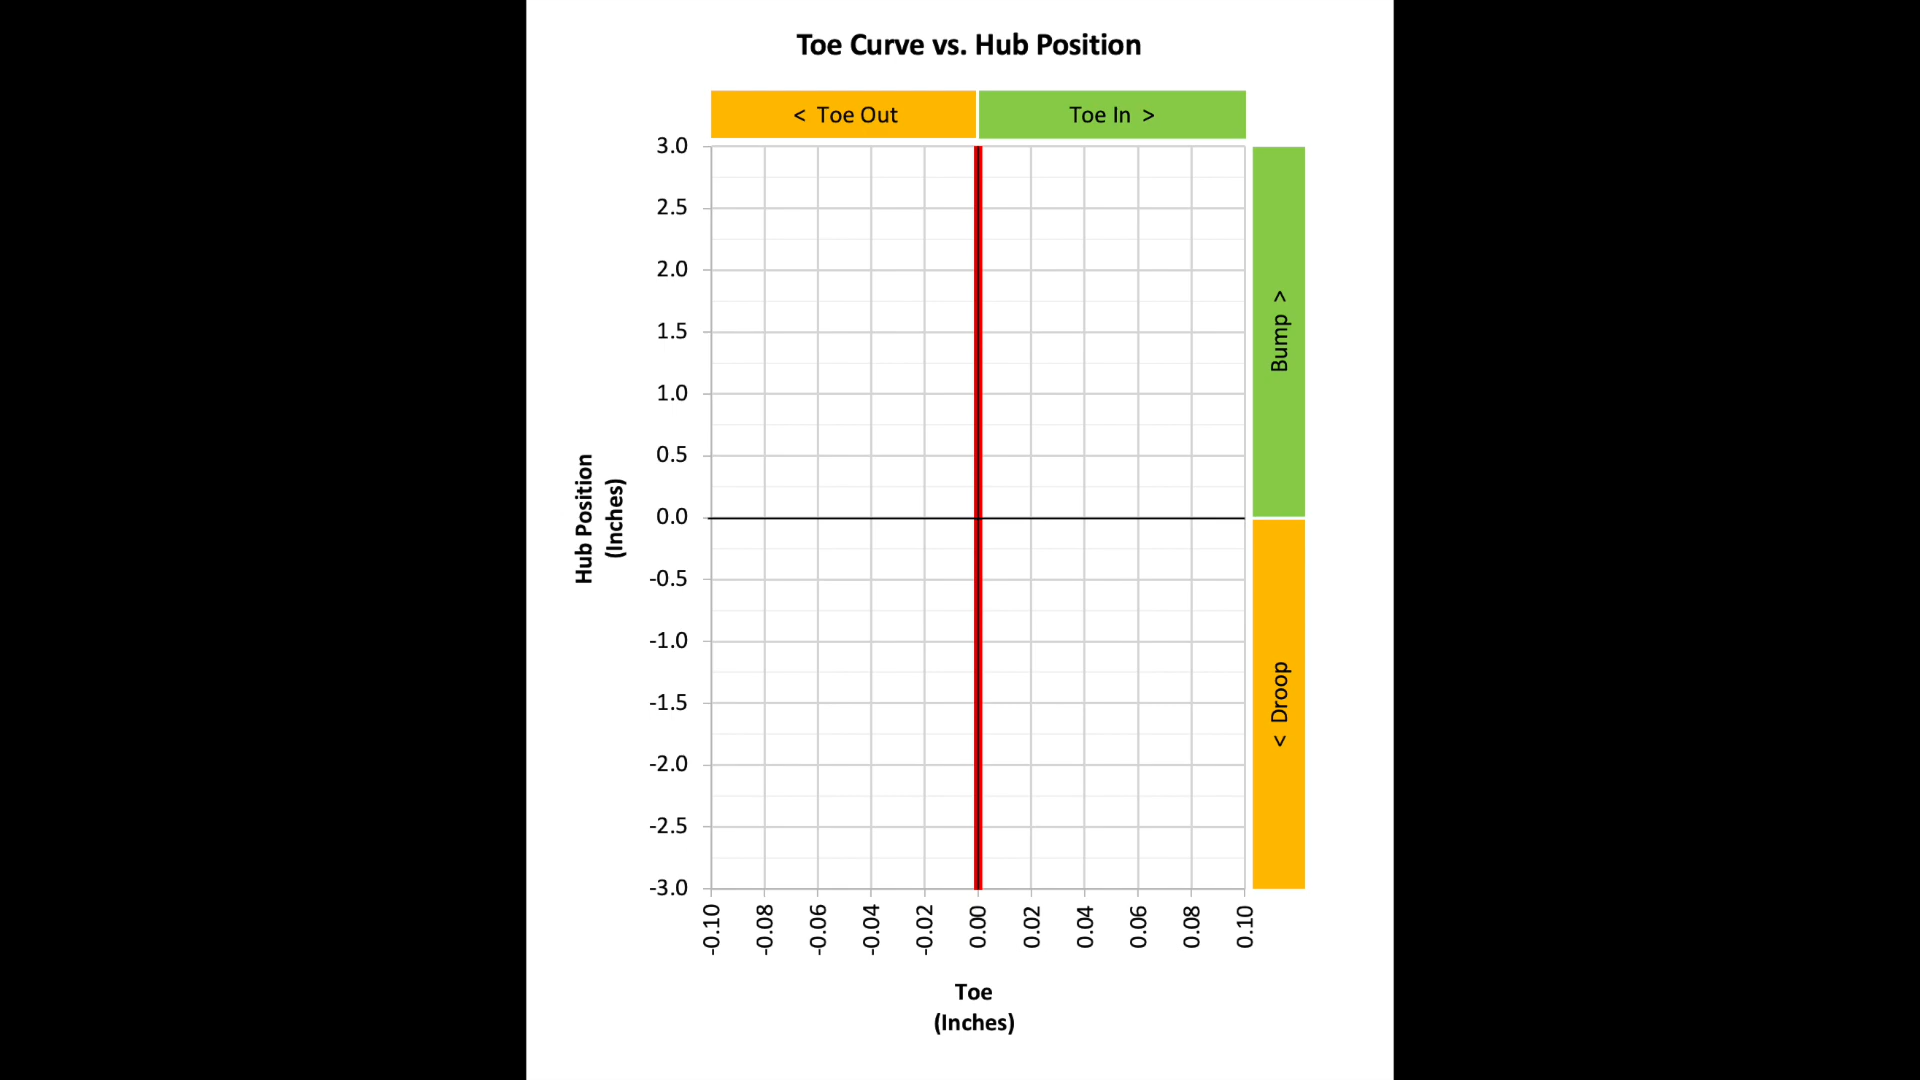 Toe Curve vs. Hub Position
< Toe Out
Toe In >
3.0
2.5
2.0
1.5
1.0
0.5
0.0
-0.5
-1.0
-1.5
-2.0
-2.5
-3.0
Hub Position
(Inches)
Bump >
< Droop
-0.10
-0.08
-0.06
-0.04
-0.02
0.00
0.02
0.04
0.06
0.08
0.10
Toe
(Inches)